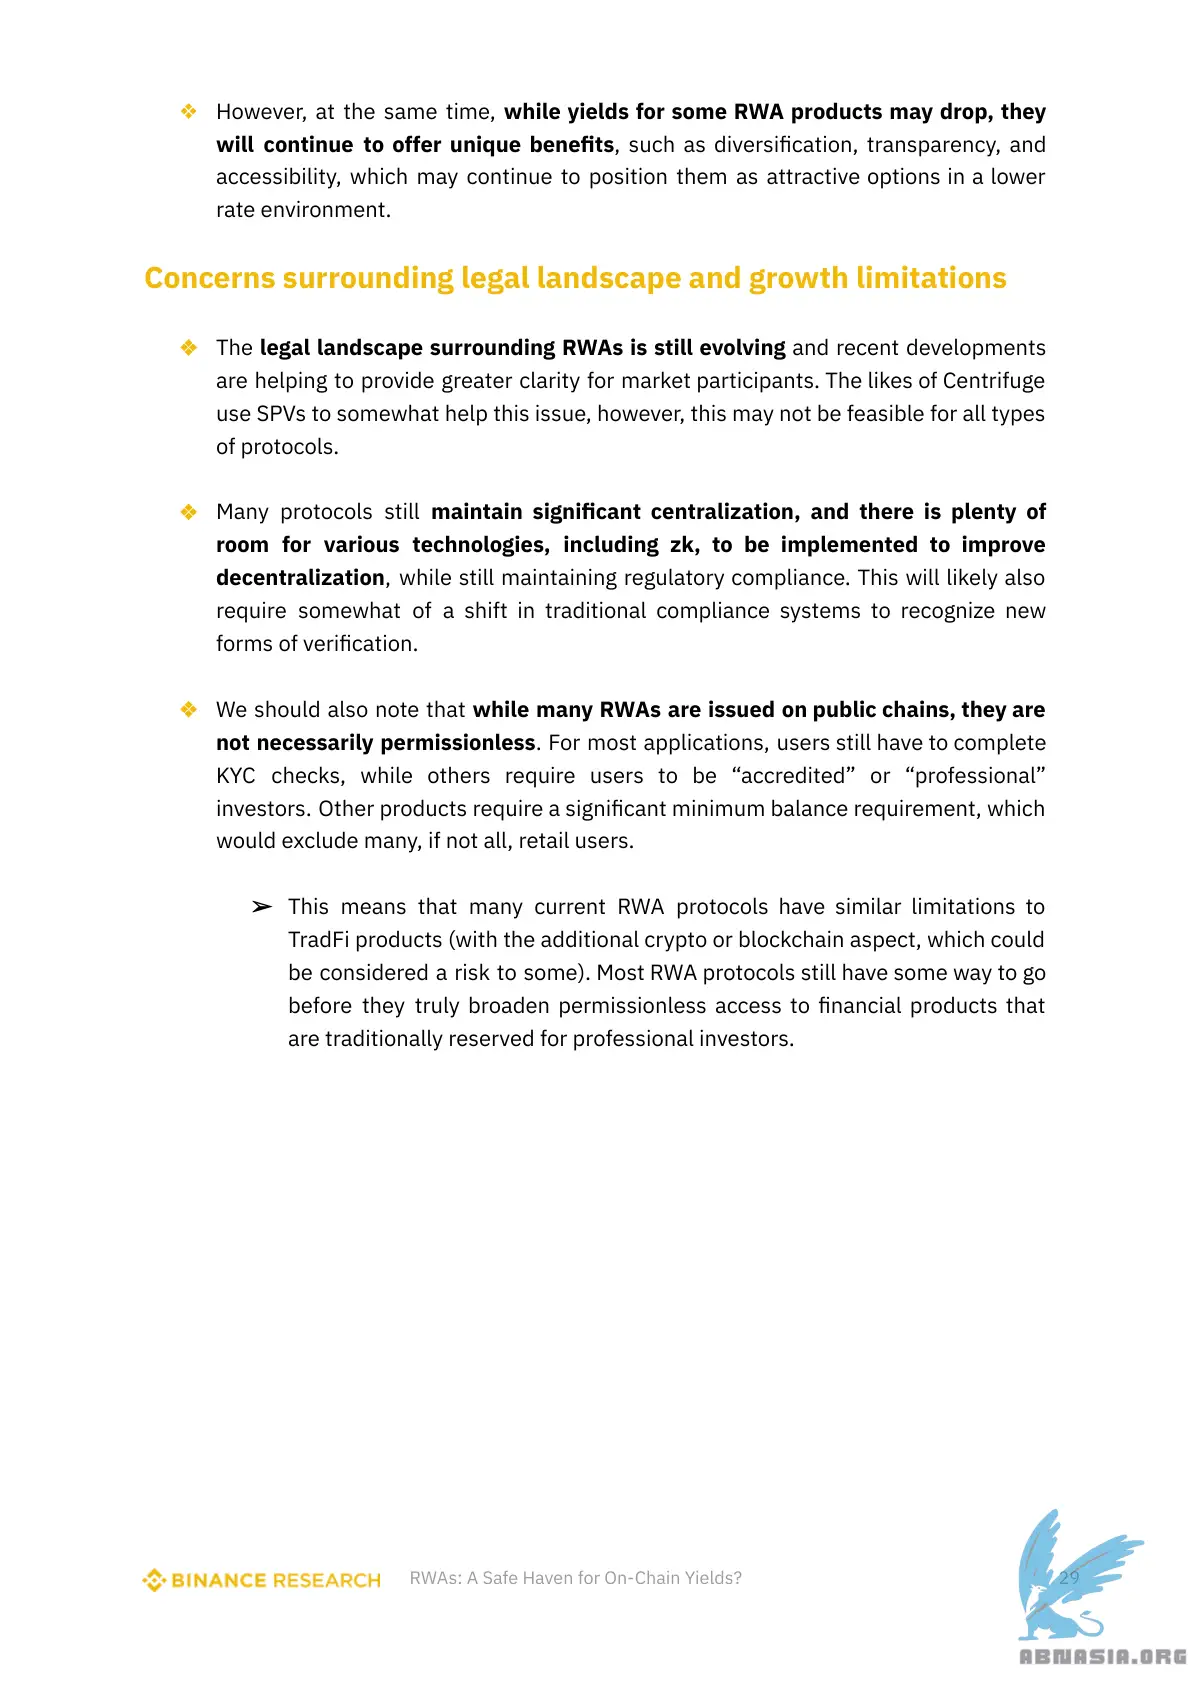 ❖ However, at the same time, while yields for some RWA products may drop, they
will continue to offer unique benefits, such as diversification, transparency, and
accessibility, which may continue to position them as attractive options in a lower
rate environment.
Concerns surrounding legal landscape and growth limitations
❖ The legal landscape surrounding RWAs is still evolving and recent developments
are helping to provide greater clarity for market participants. The likes of Centrifuge
use SPVs to somewhat help this issue, however, this may not be feasible for all types
of protocols.
❖ Many protocols still maintain significant centralization, and there is plenty of
room for various technologies, including zk, to be implemented to improve
decentralization, while still maintaining regulatory compliance. This will likely also
require somewhat of a shift in traditional compliance systems to recognize new
forms of verification.
❖ We should also note that while many RWAs are issued on public chains, they are
not necessarily permissionless. For most applications, users still have to complete
KYC checks, while others require users to be “accredited” or “professional”
investors. Other products require a significant minimum balance requirement, which
would exclude many, if not all, retail users.
➢ This means that many current RWA protocols have similar limitations to
TradFi products (with the additional crypto or blockchain aspect, which could
be considered a risk to some). Most RWA protocols still have some way to go
before they truly broaden permissionless access to financial products that
are traditionally reserved for professional investors.
BINANCE RESEARCH RWAs: A Safe Haven for On-Chain Yields? 29
ABNASIA.ORG